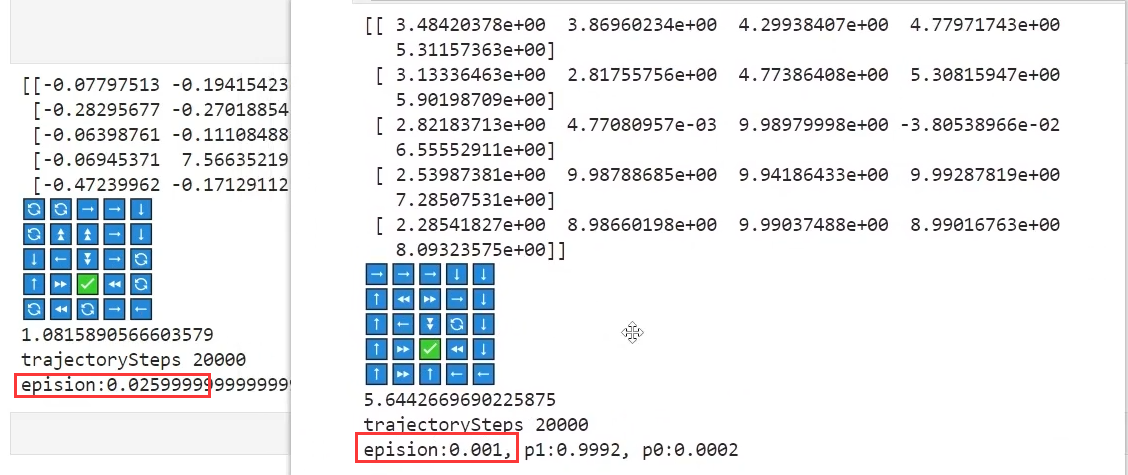 [[-0.07797513 -0.19415423
[-0.28295677 -0.27018854
[-0.06398761 -0.11108488
[-0.06945371 7.56635219
[-0.47239962 -0.17129112
1.0815890566603579
trajectorySteps 20000
epision:0.0259999999999999
[[ 3.48420378e+00 3.86960234e+00 4.29938407e+00 4.77971743e+00
5.31157363e+00]
[ 3.13336463e+00 2.81755756e+00 4.77386408e+00 5.30815947e+00
5.90198709e+00]
[ 2.82183713e+00 4.77080957e-03 9.98979998e+00 -3.80538966e-02
6.55552911e+00]
[ 2.53987381e+00 9.98788685e+00 9.94186433e+00 9.99287819e+00
7.28507531e+00]
[ 2.28541827e+00 8.98660198e+00 9.99037488e+00 8.99016763e+00
8.09323575e+00]]
5.6442669690225875
trajectorySteps 20000
epision:0.001, p1:0.9992, p0:0.0002